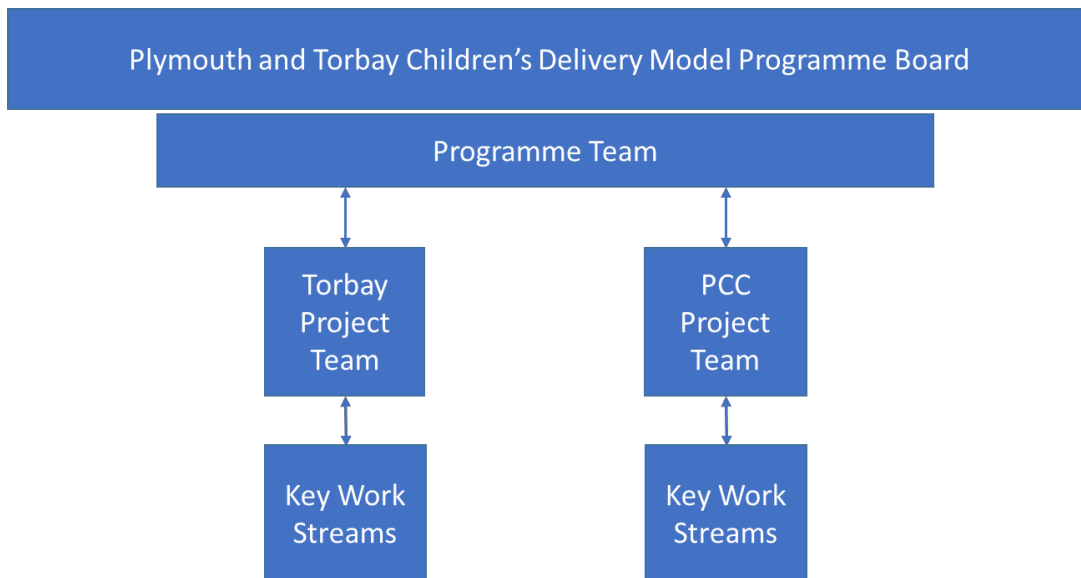 Plymouth and Torbay Children’s Delivery Model Programme Board
Programme Team
Torbay
Project
Team
PCC
Project
Team
Key Work
Streams
Key Work
Streams